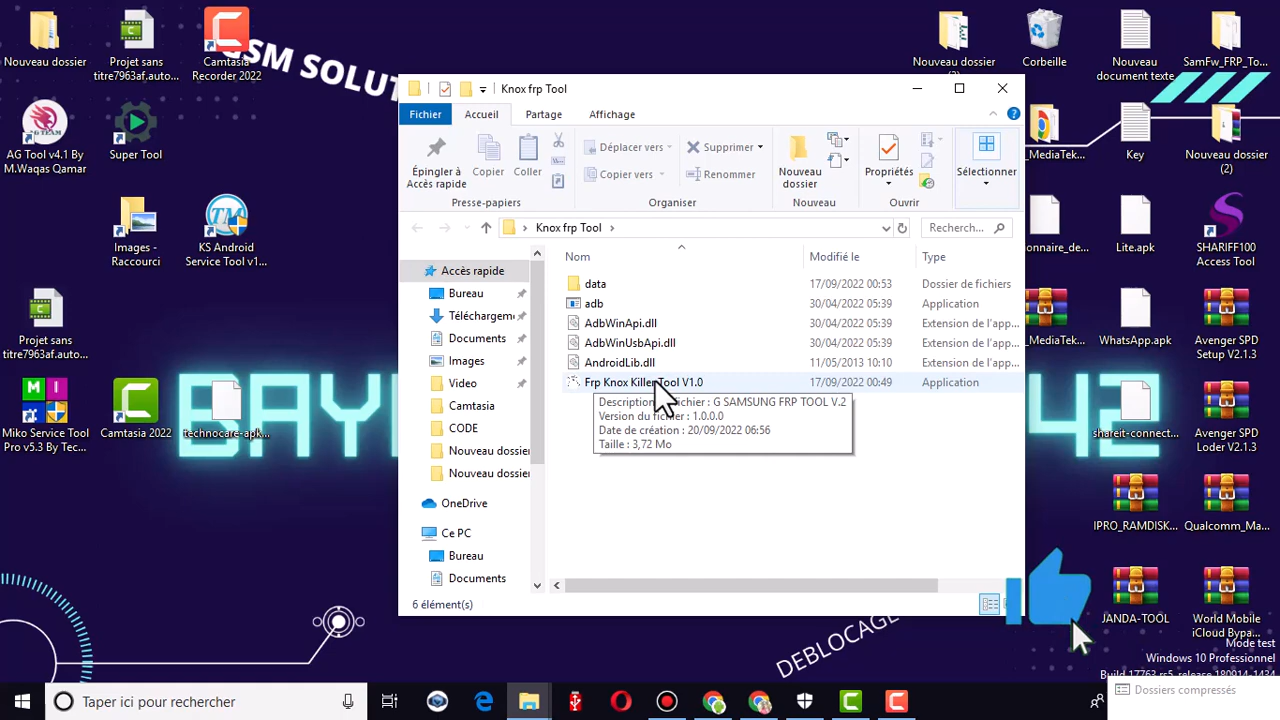 Nouveau dossier
Projet sans
titre7963af.auto...
Camtasia
Recorder 2022
GSM SOLUT
AG Tool v4.1 By
M.Waqas Qamar
Super Tool
Images -
Raccourci
KS Android
Service Tool v1...
Projet sans
titre7963af.auto...
Miko Service Tool
Pro v5.3 By Tec...
Camtasia 2022
technocare-apk...
BAY
42
DEBLOCAGE
Knox frp Tool
Fichier
Accueil
Partage
Affichage
Épingler à
Accès rapide
Copier
Coller
Presse-papiers
Déplacer vers
Copier vers
Supprimer
Renommer
Organiser
Nouveau
dossier
Nouveau
Propriétés
Ouvrir
Sélectionner
Knox frp Tool
Recherch...
Accès rapide
Bureau
Téléchargem
Documents
Images
Video
Camtasia
CODE
Nouveau dossie
Nouveau dossie
OneDrive
Ce PC
Bureau
Documents
Nom
Modifié le
Type
data 17/09/2022 00:53 Dossier de fichiers
adb 30/04/2022 05:39 Application
AdbWinApi.dll 30/04/2022 05:39 Extension de l'app...
AdbWinUsbApi.dll 30/04/2022 05:39 Extension de l'app...
AndroidLib.dll 11/05/2013 10:10 Extension de l'app...
Frp Knox Killer Tool V1.0 17/09/2022 00:49 Application
Description fichier : G SAMSUNG FRP TOOL V.2
Version du fichier : 1.0.0.0
Date de création : 20/09/2022 06:56
Taille : 3,72 Mo
6 élément(s)
Nouveau dossier
Corbeille
Nouveau
document texte
SamFw_FRP_To...
_MediaTek...
Key
Nouveau dossier
(2)
ionnaire_de...
Lite.apk
SHARIFF100
Access Tool
_MediaTek...
WhatsApp.apk
Avenger SPD
Setup V2.1.3
shareit-connect...
Avenger SPD
Loder V2.1.3
IPRO_RAMDISK...
Qualcomm_Ma...
JANDA-TOOL
World Mobile
iCloud Bypa...
Mode test
Windows 10 Professionnel
Build 17763.rs5_release.180914-1434
Taper ici pour rechercher
Dossiers compressés